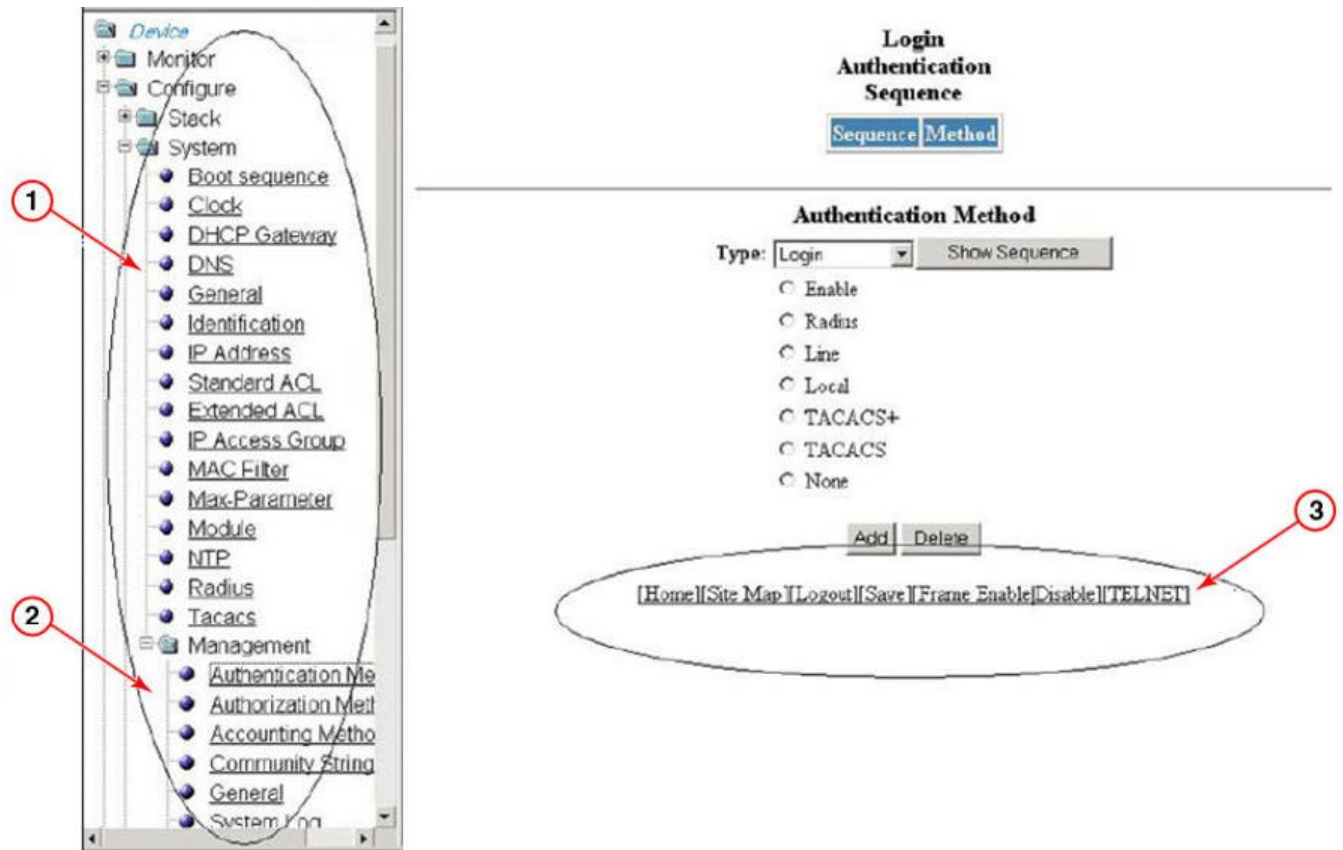 Device
Monitor
Configure
Stack
System
Boot sequence
Clock
DHCP Gateway
DNS
General
Identification
IP Address
Standard ACL
Extended ACL
IP Access Group
MAC Filter
Max-Parameter
Module
NTP
Radius
Tacacs
Management
Authentication Me
Authorization Meth
Accounting Metho
Community String
General
System Log
1
2
Login
Authentication
Sequence
Sequence Method
Authentication Method
Type: Login Show Sequence
Enable
Radius
Line
Local
TACACS+
TACACS
None
Add Delete
3
[Home][Site Map][Logout][Save][Frame Enable|Disable][TELNET]